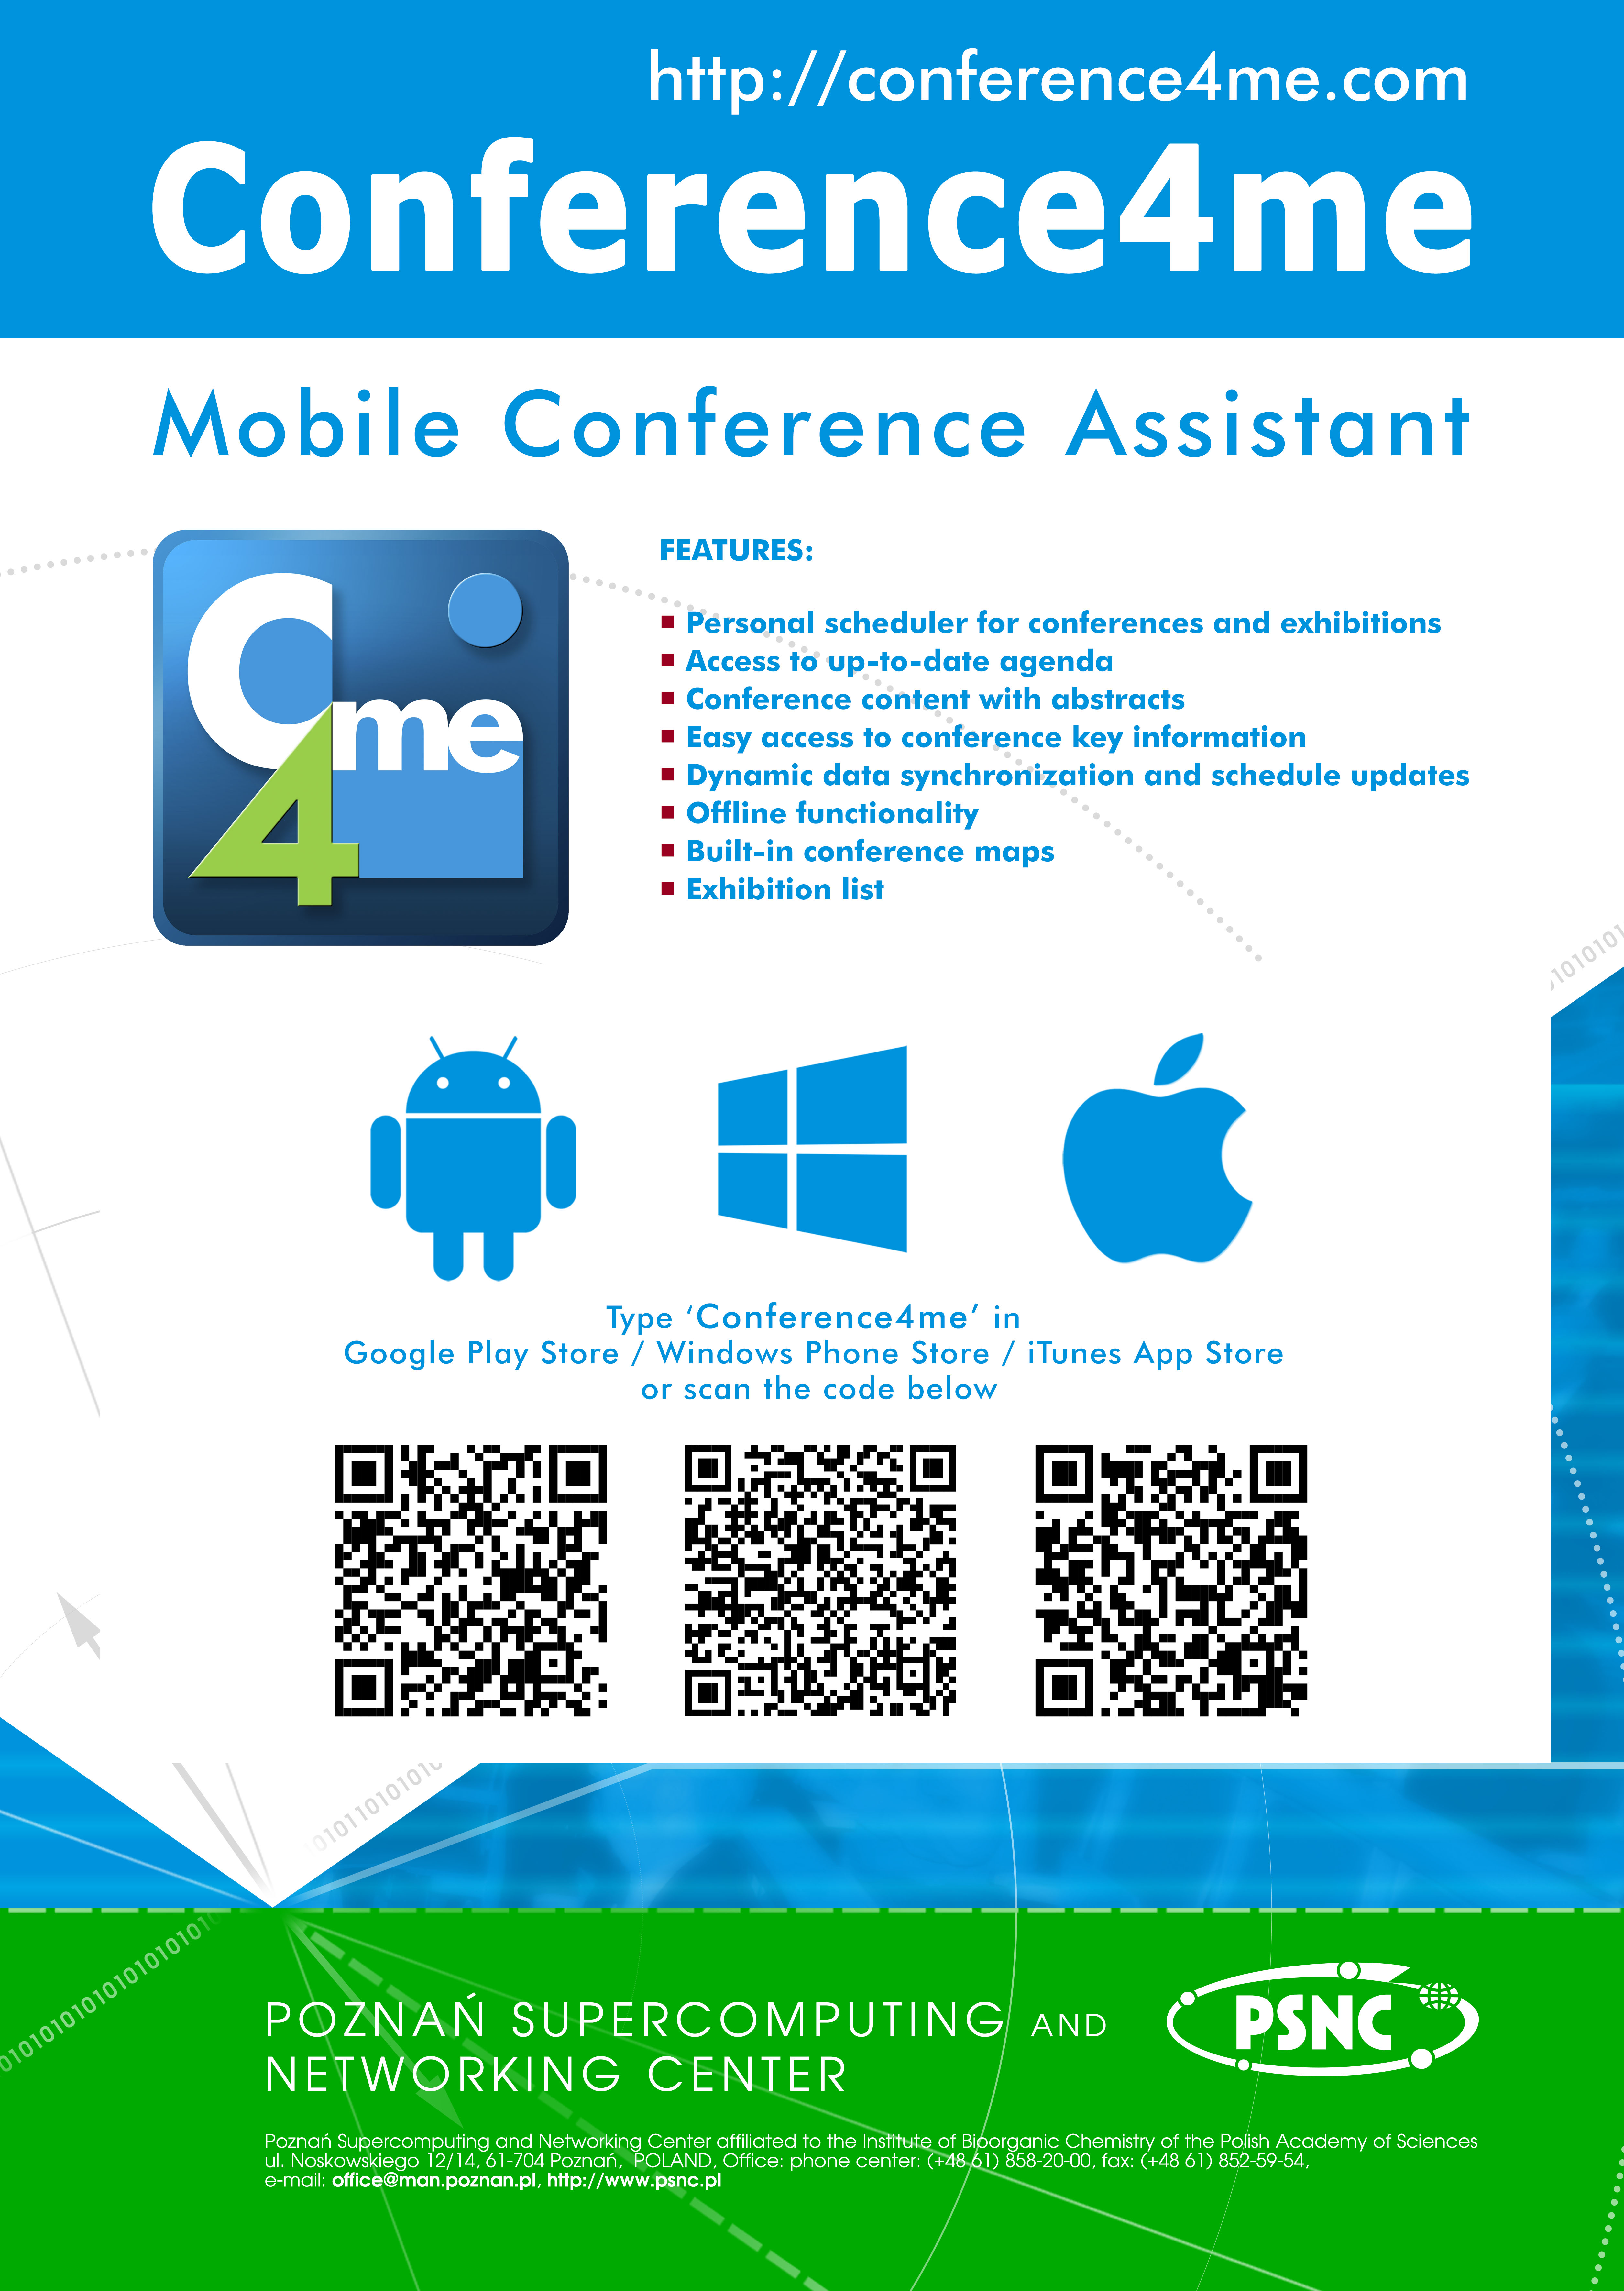 http://conference4me.com
Conference4me
Mobile Conference Assistant
C4me
FEATURES:
Personal scheduler for conferences and exhibitions
Access to up-to-date agenda
Conference content with abstracts
Easy access to conference key information
Dynamic data synchronization and schedule updates
Offline functionality
Built-in conference maps
Exhibition list
Type ‘Conference4me’ in
Google Play Store / Windows Phone Store / iTunes App Store
or scan the code below
POZNAŃ SUPERCOMPUTING AND
NETWORKING CENTER
PSNC
Poznań Supercomputing and Networking Center affiliated to the Institute of Bioorganic Chemistry of the Polish Academy of Sciences
ul. Noskowskiego 12/14, 61-704 Poznań, POLAND, Office: phone center: (+48 61) 858-20-00, fax: (+48 61) 852-59-54,
e-mail: office@man.poznan.pl, http://www.psnc.pl